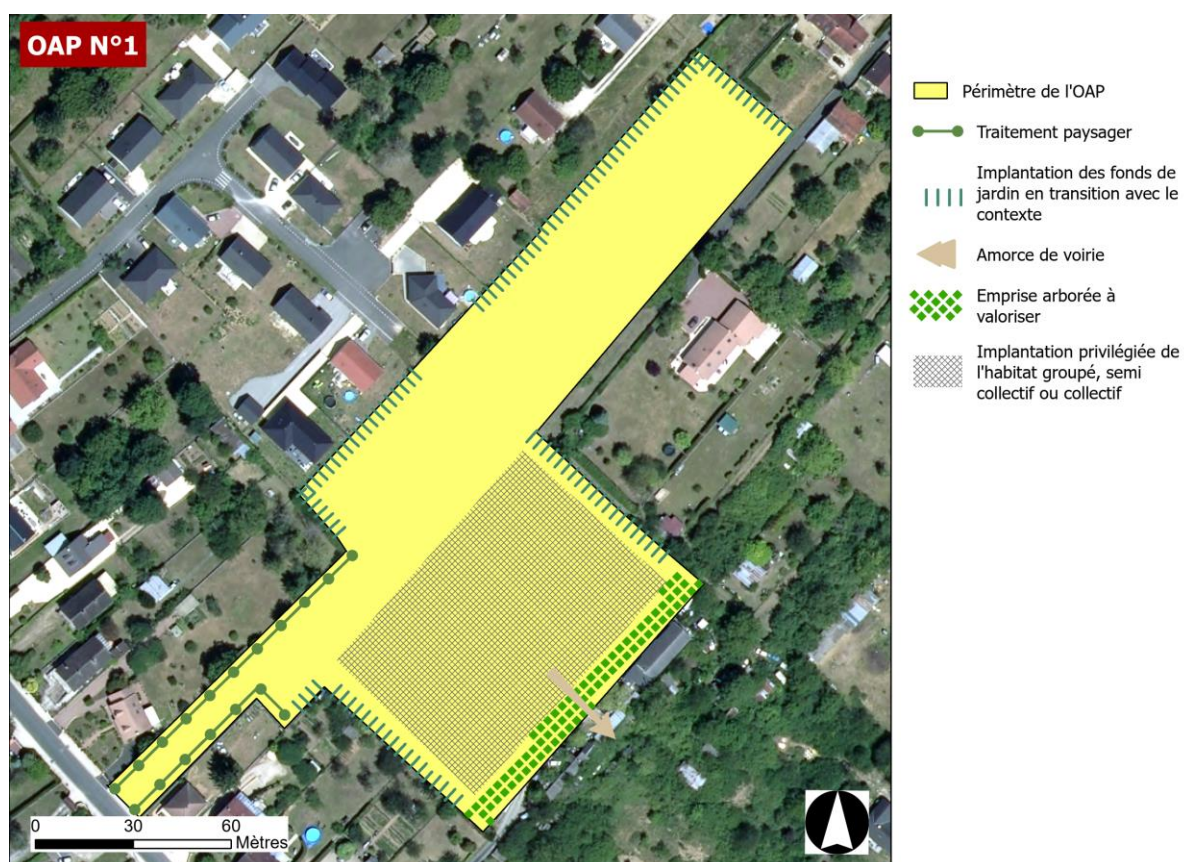 OAP N°1
Périmètre de l'OAP
Traitement paysager
Implantation des fonds de
jardin en transition avec le
contexte
Amorce de voirie
Emprise arborée à
valoriser
Implantation privilégiée de
l'habitat groupé, semi
collectif ou collectif
0 30 60
Mètres